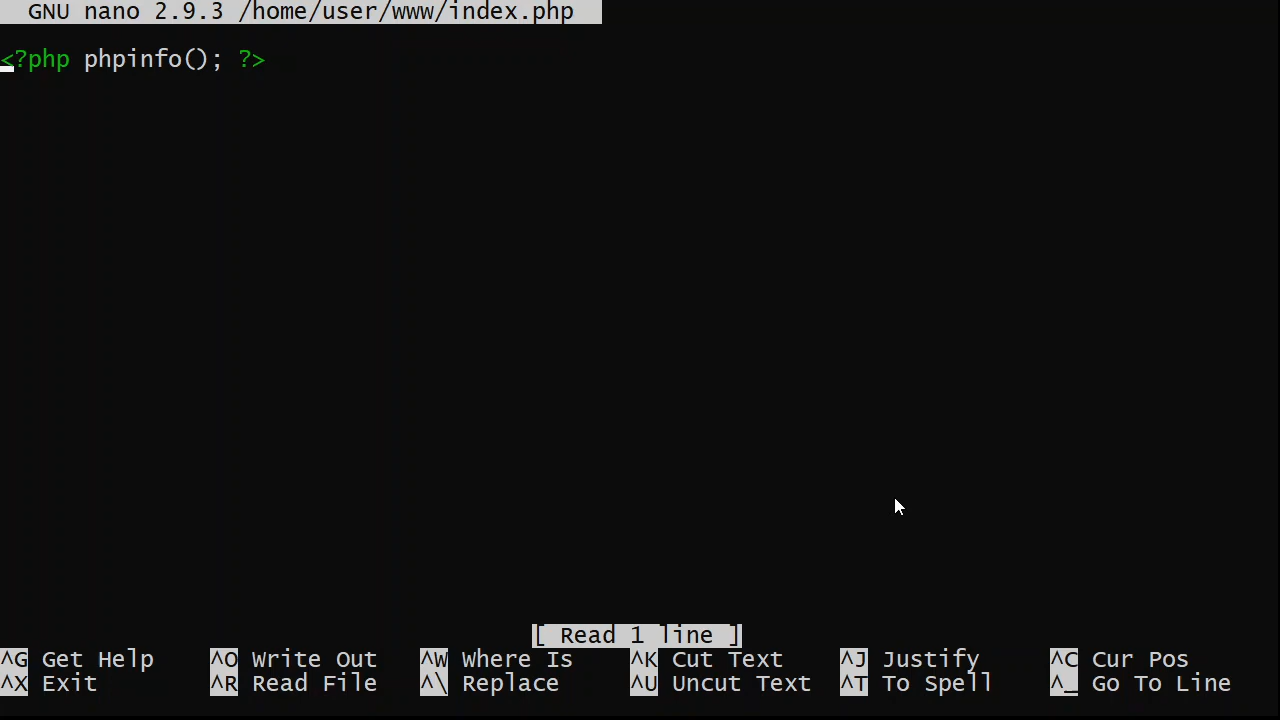 GNU nano 2.9.3 /home/user/www/index.php
<?php phpinfo(); ?>
[ Read 1 line ]
^G Get Help ^O Write Out ^W Where Is ^K Cut Text ^J Justify ^C Cur Pos
^X Exit ^R Read File ^\ Replace ^U Uncut Text ^T To Spell ^_ Go To Line